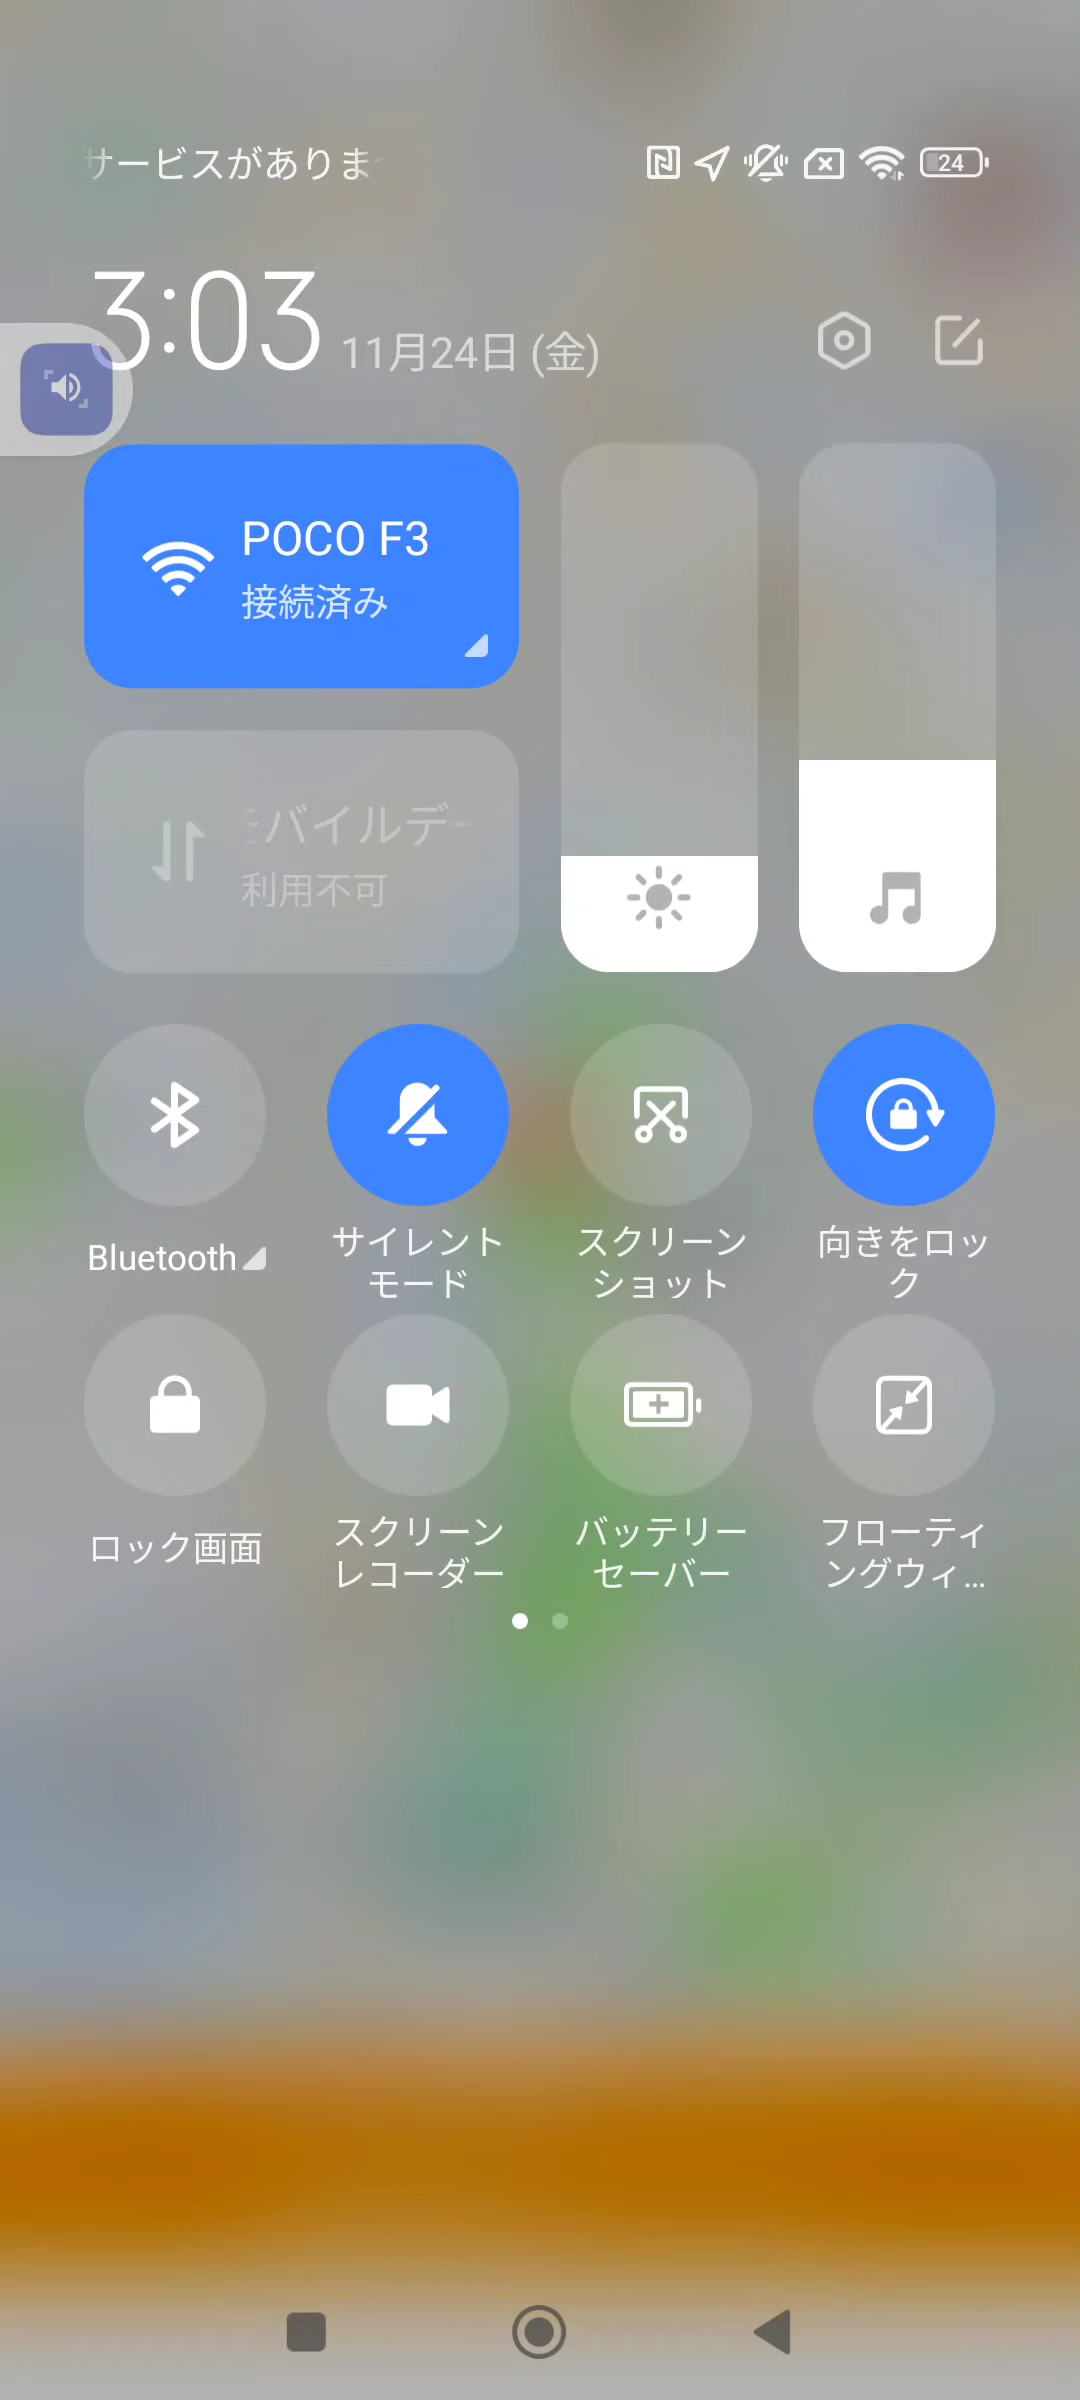 サービスがありま
24
3:03 11月24日 (金)
POCO F3
接続済み
モバイルデー
利用不可
Bluetooth
サイレント
モード
スクリーン
ショット
向きをロッ
ク
ロック画面
スクリーン
レコーダー
バッテリー
セーバー
フローティ
ングウィ...